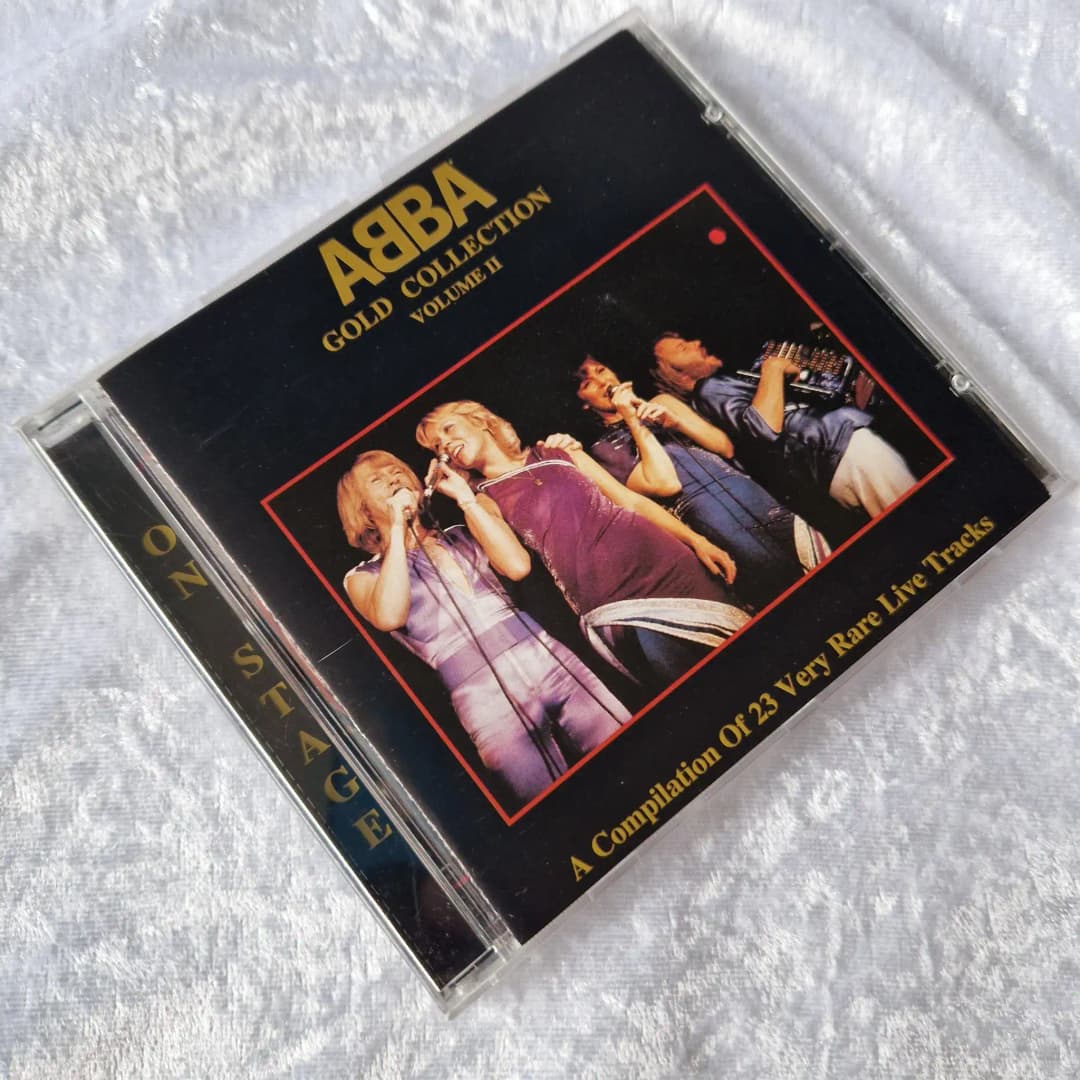 ABBA
GOLD COLLECTION
VOLUME II
A Compilation Of 23 Very Rare Live Tracks
ON STAGE